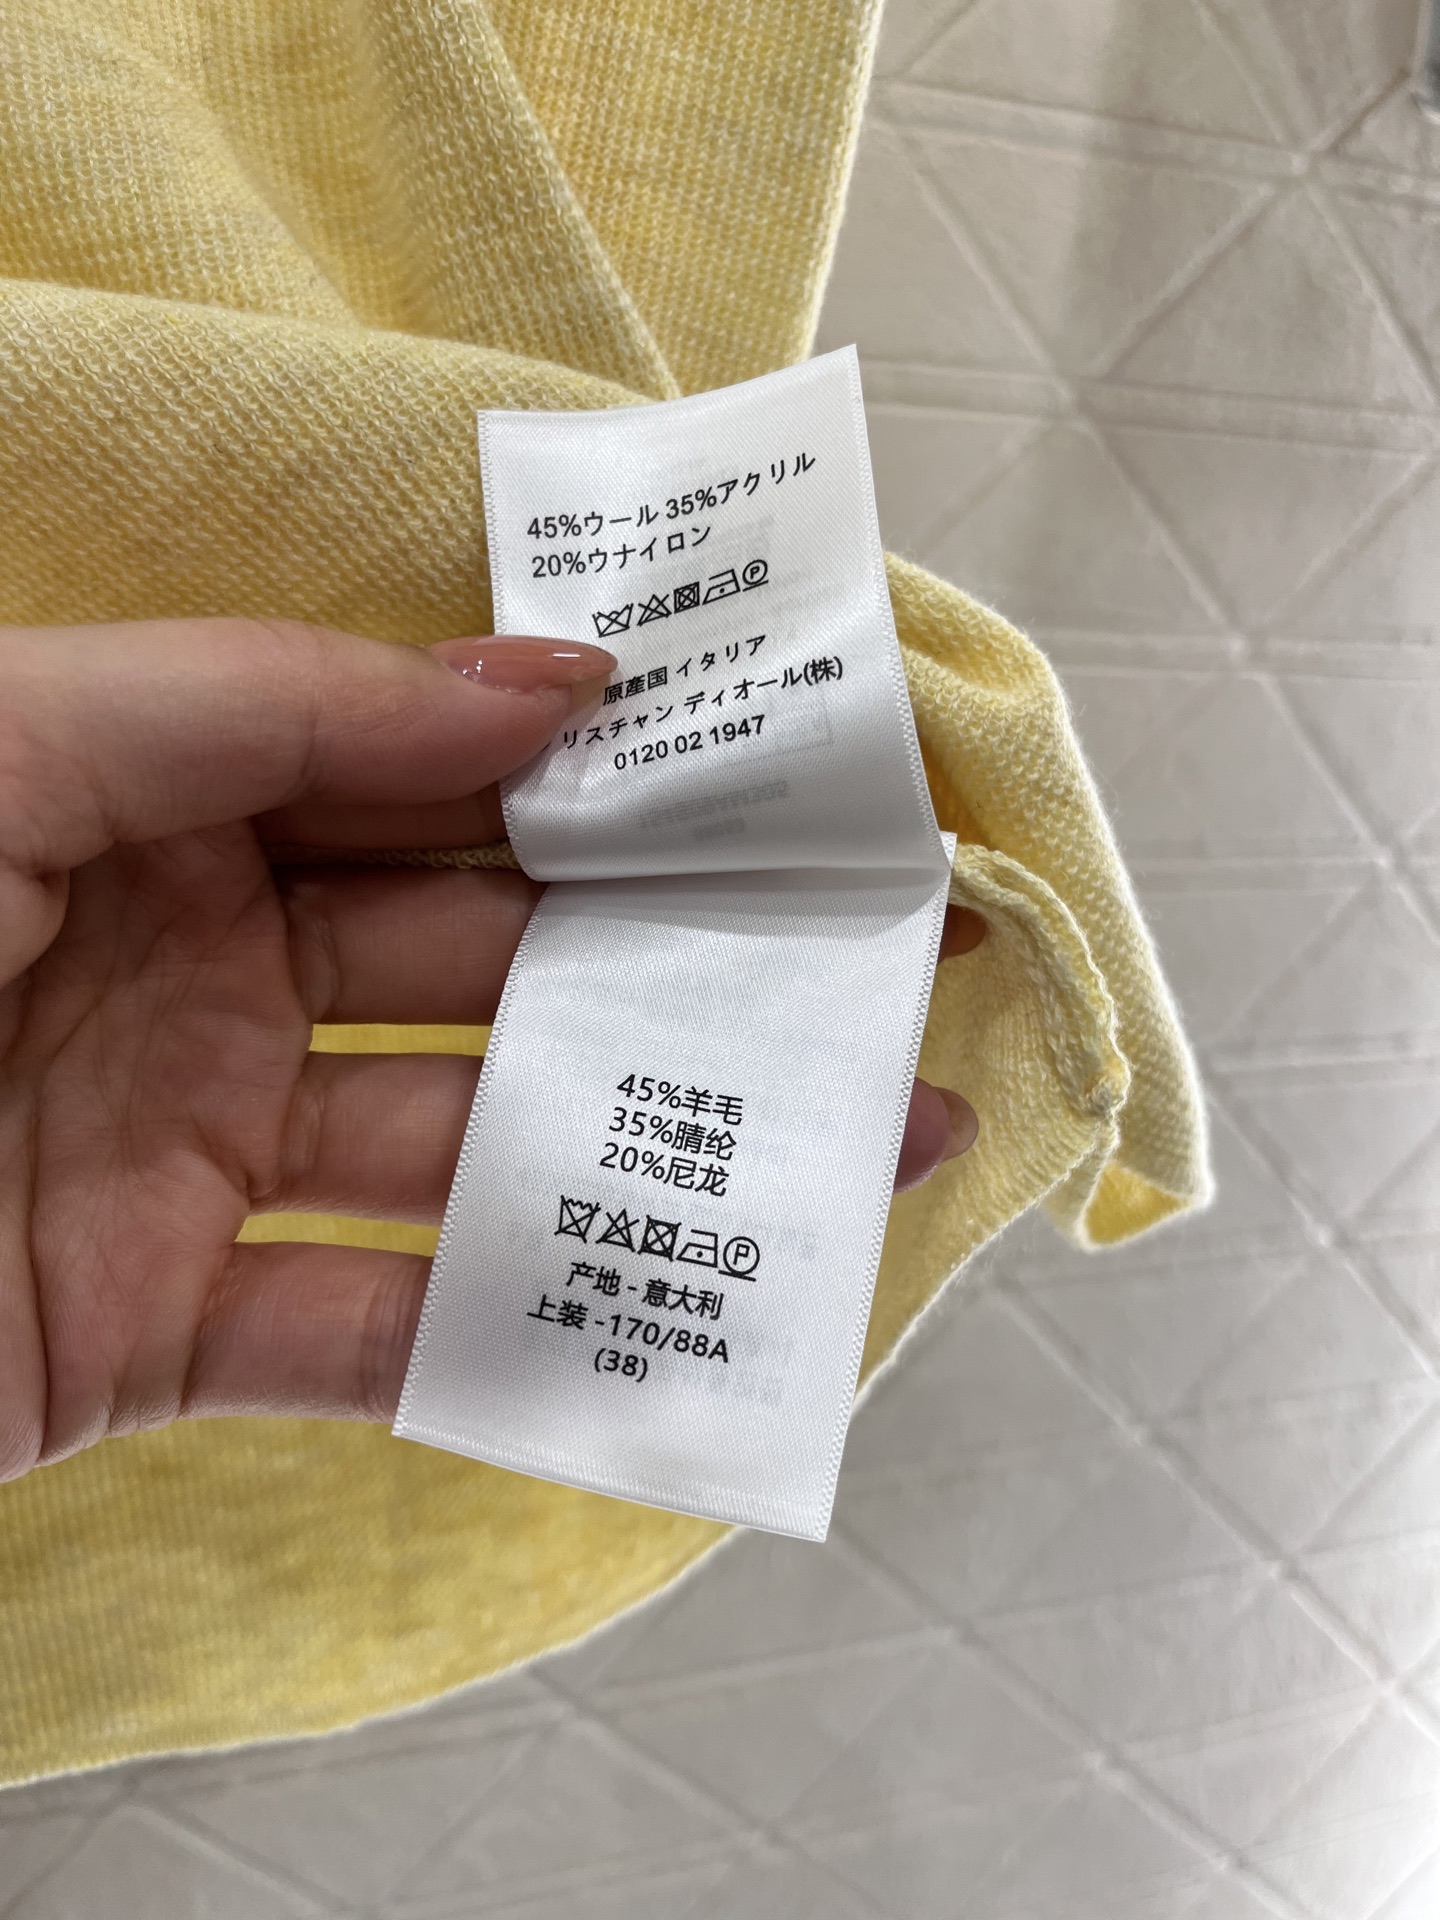 45%ウール 35%アクリル
20%ウナイロン
原産国 イタリア
リスチャン ディオール(株)
0120 02 1947
45%羊毛
35%腈纶
20%尼龙
产地 - 意大利
上装 -170/88A
(38)